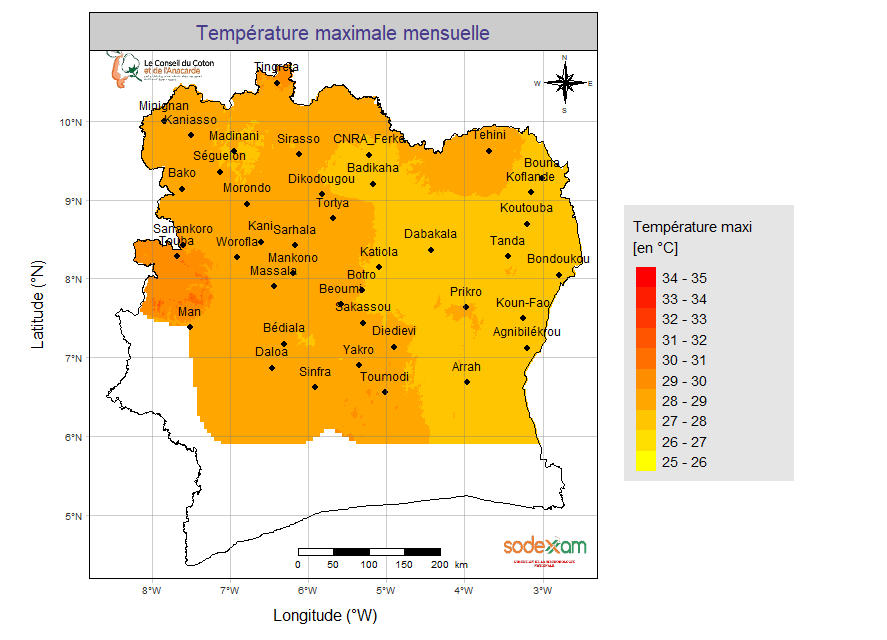 Température maximale mensuelle
Le Conseil du Coton
et de l'Anacarde
N
W
E
S
Tingrela
Minignan
Kaniasso
Madinani
Sirasso
CNRA_Ferke
Tehini
Séguelon
Bouna
Bako
Badikaha
Koflande
Dikodougou
Morondo
Tortya
Koutouba
Samankoro
Kani
Sarhala
Dabakala
Touba
Worofla
Tanda
Katiola
Mankono
Bondoukou
Massala
Botro
Beoumi
Prikro
Sakassou
Koun-Fao
Man
Bédiala
Diedievi
Agnibilékrou
Daloa
Yakro
Sinfra
Toumodi
Arrah
10°N
9°N
8°N
7°N
6°N
5°N
Latitude (°N)
8°W
7°W
6°W
5°W
4°W
3°W
Longitude (°W)
0 50 100 150 200 km
sodexam
Température maxi
[en °C]
34 - 35
33 - 34
32 - 33
31 - 32
30 - 31
29 - 30
28 - 29
27 - 28
26 - 27
25 - 26